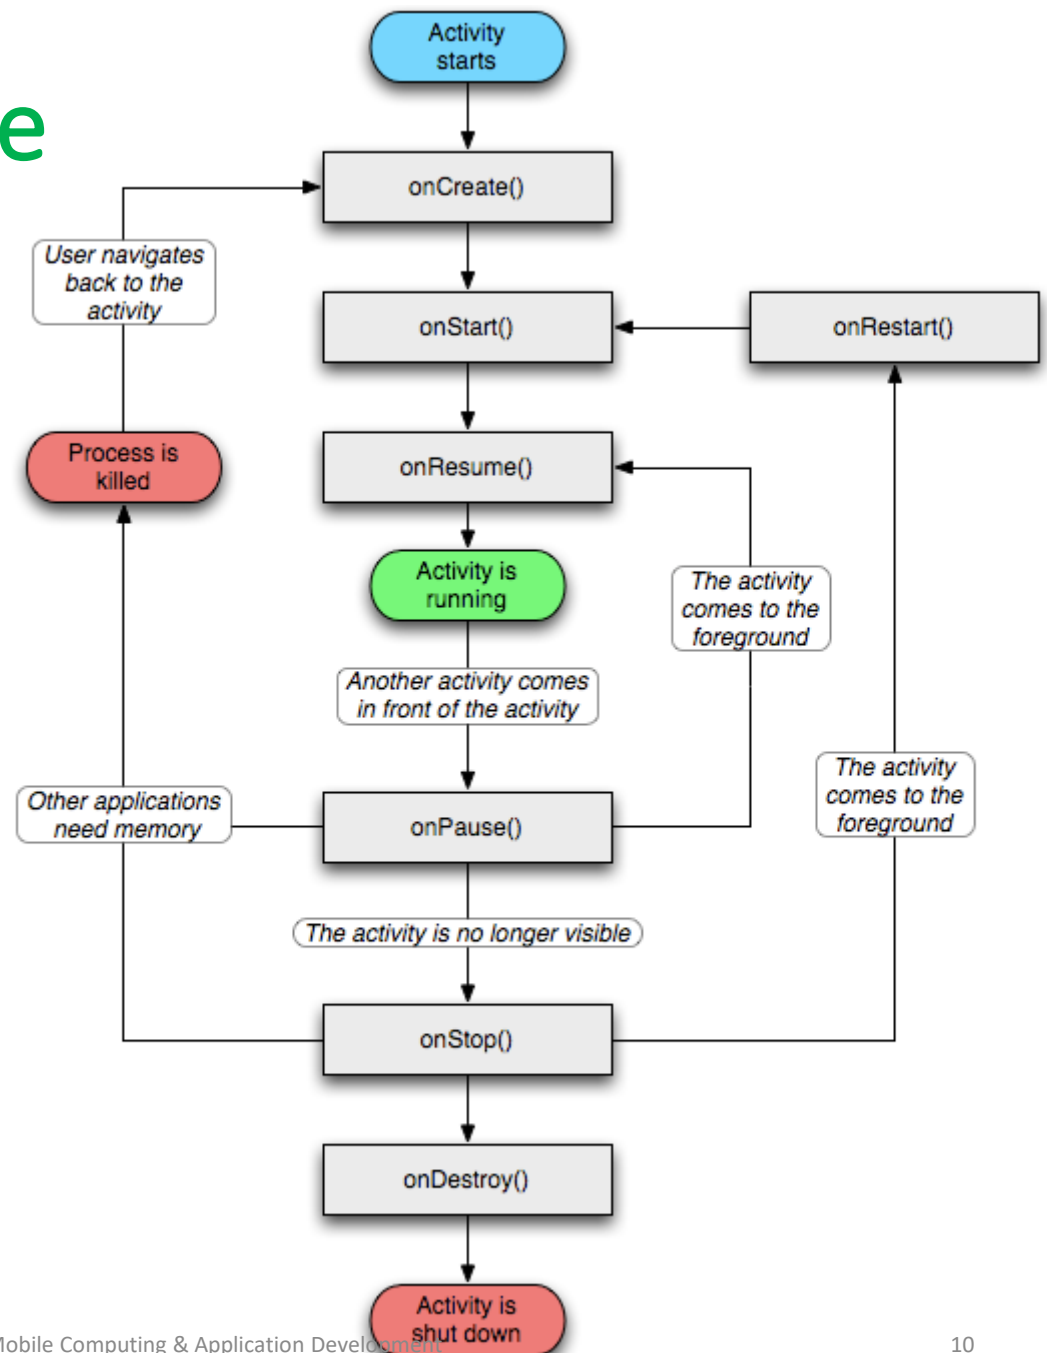 e
Activity
starts
onCreate()
User navigates
back to the
activity
onStart()
onRestart()
Process is
killed
onResume()
Activity is
running
The activity
comes to the
foreground
Another activity comes
in front of the activity
The activity
comes to the
foreground
Other applications
need memory
onPause()
The activity is no longer visible
onStop()
onDestroy()
Activity is
shut down
Mobile Computing & Application Development
10